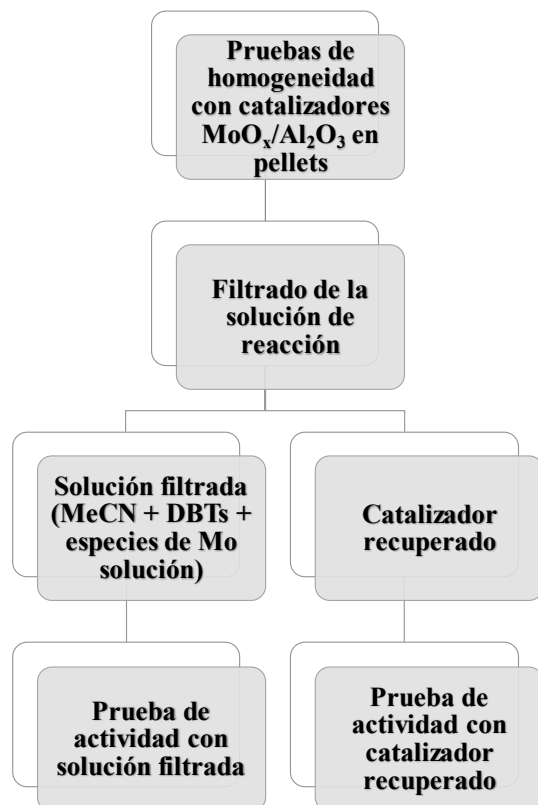 Pruebas de
homogeneidad
con catalizadores
MoOₓ/Al₂O₃ en
pellets
Filtrado de la
solución de
reacción
Solución filtrada
(MeCN + DBTs +
especies de Mo
solución)
Catalizador
recuperado
Prueba de
actividad con
solución filtrada
Prueba de
actividad con
catalizador
recuperado